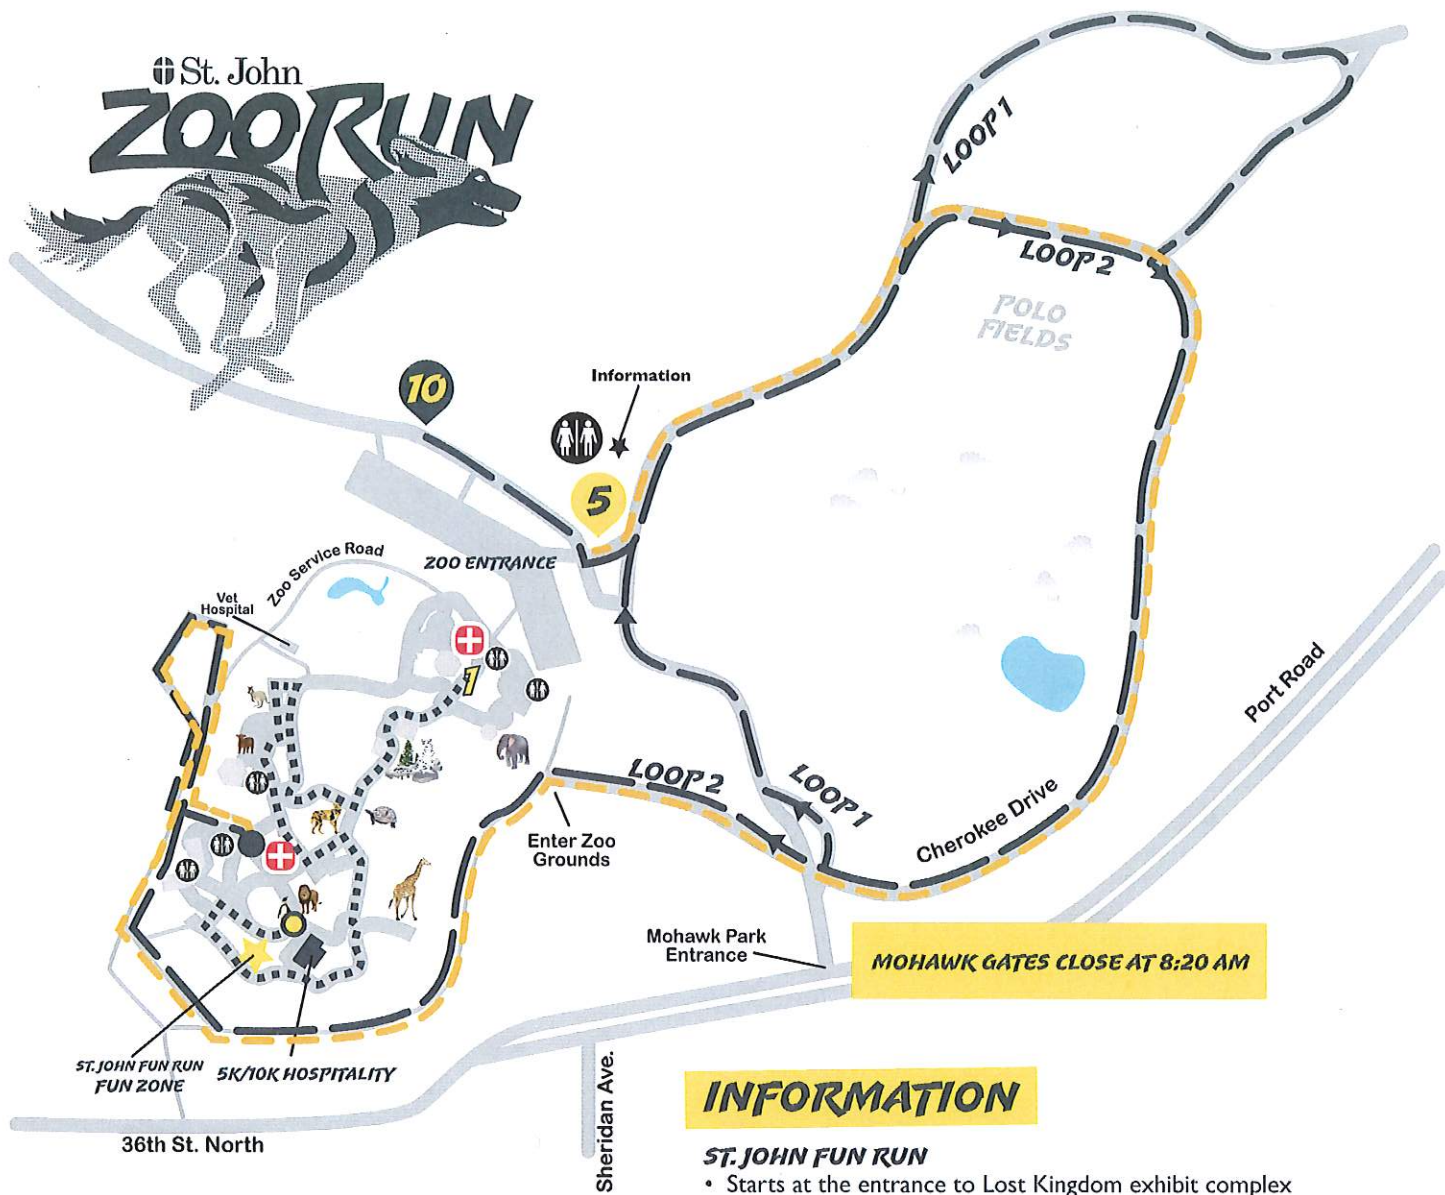 St. John
ZOORUN
LOOP 1
LOOP 2
POLO
FIELDS
10
Information
5
ZOO ENTRANCE
Zoo Service Road
Vet
Hospital
1
Port Road
LOOP 2
LOOP 1
Cherokee Drive
Enter Zoo
Grounds
Mohawk Park
Entrance
MOHAWK GATES CLOSE AT 8:20 AM
ST. JOHN FUN RUN
FUN ZONE
5K/10K HOSPITALITY
36th St. North
Sheridan Ave.
INFORMATION
ST. JOHN FUN RUN
• Starts at the entrance to Lost Kingdom exhibit complex